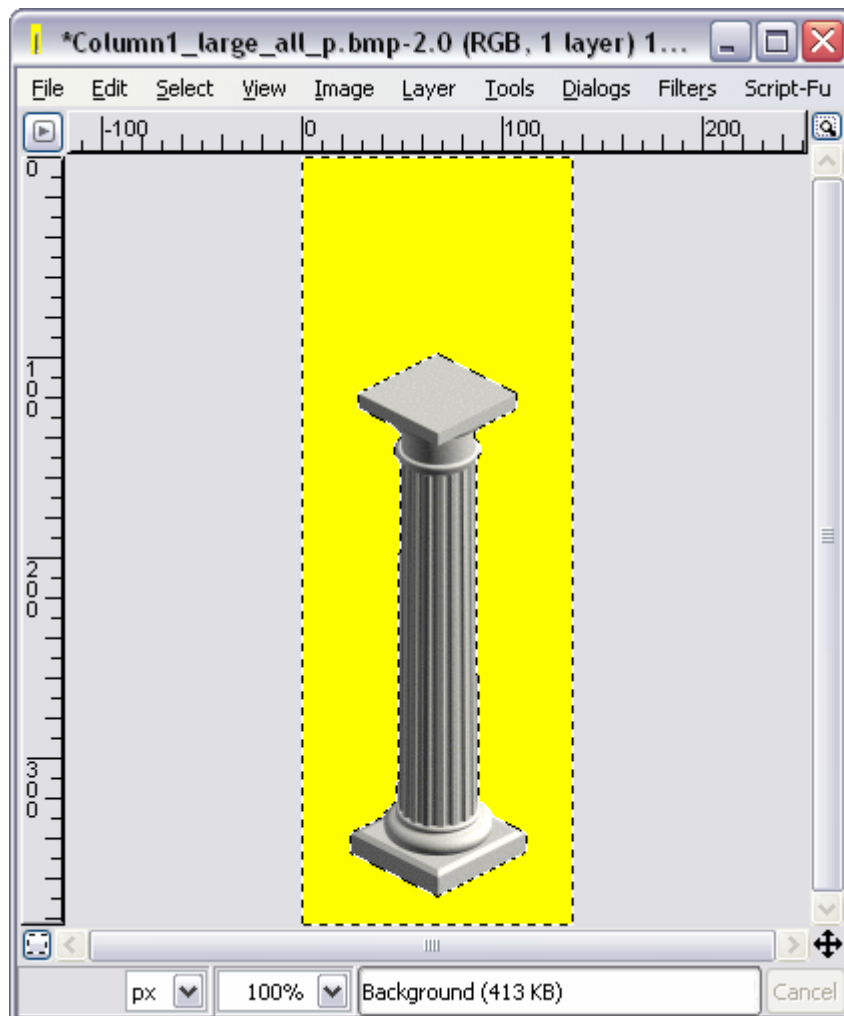 *Column1_large_all_p.bmp-2.0 (RGB, 1 layer) 1...
File Edit Select View Image Layer Tools Dialogs Filters Script-Fu
-100 0 100 200
0
100
200
300
px 100% Background (413 KB) Cancel